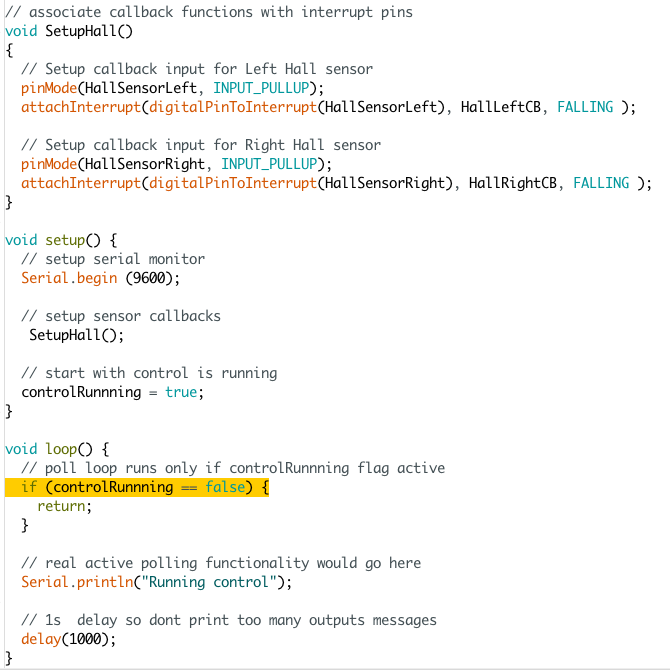 // associate callback functions with interrupt pins
void SetupHall()
{
  // Setup callback input for Left Hall sensor
  pinMode(HallSensorLeft, INPUT_PULLUP);
  attachInterrupt(digitalPinToInterrupt(HallSensorLeft), HallLeftCB, FALLING );

  // Setup callback input for Right Hall sensor
  pinMode(HallSensorRight, INPUT_PULLUP);
  attachInterrupt(digitalPinToInterrupt(HallSensorRight), HallRightCB, FALLING );
}

void setup() {
  // setup serial monitor
  Serial.begin (9600);

  // setup sensor callbacks
   SetupHall();

  // start with control is running
  controlRunnning = true;
}

void loop() {
  // poll loop runs only if controlRunnning flag active
  if (controlRunnning == false) {
    return;
  }

  // real active polling functionality would go here
  Serial.println("Running control");

  // 1s  delay so dont print too many outputs messages
  delay(1000);
}